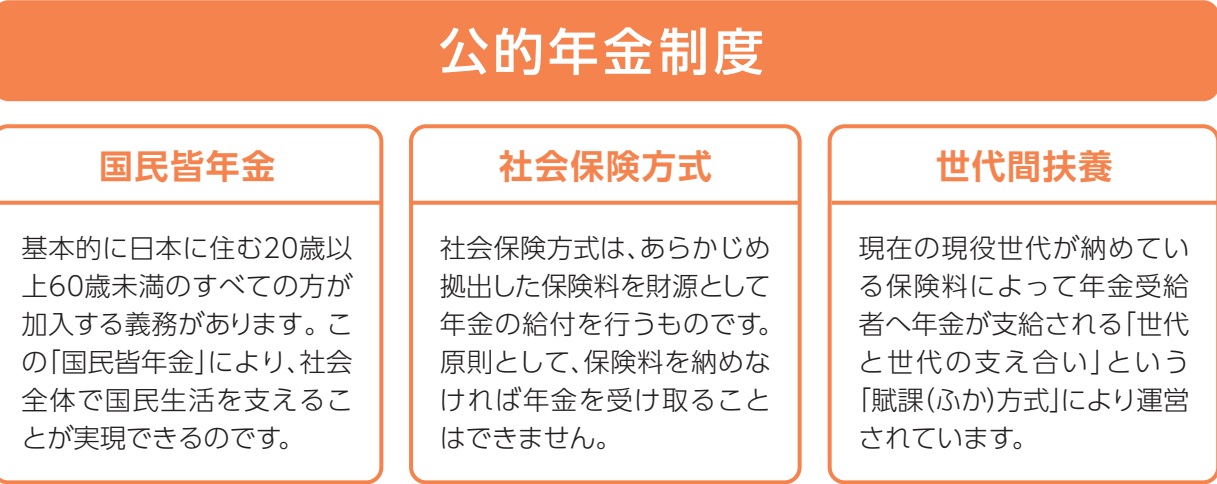 公的年金制度
国民皆年金
基本的に日本に住む20歳以
上60歳未満のすべての方が
加入する義務があります。こ
の「国民皆年金」により、社会
全体で国民生活を支えるこ
とが実現できるのです。
社会保険方式
社会保険方式は、あらかじめ
拠出した保険料を財源として
年金の給付を行うものです。
原則として、保険料を納めな
ければ年金を受け取ること
はできません。
世代間扶養
現在の現役世代が納めてい
る保険料によって年金受給
者へ年金が支給される「世代
と世代の支え合い」という
「賦課(ふか)方式」により運営
されています。